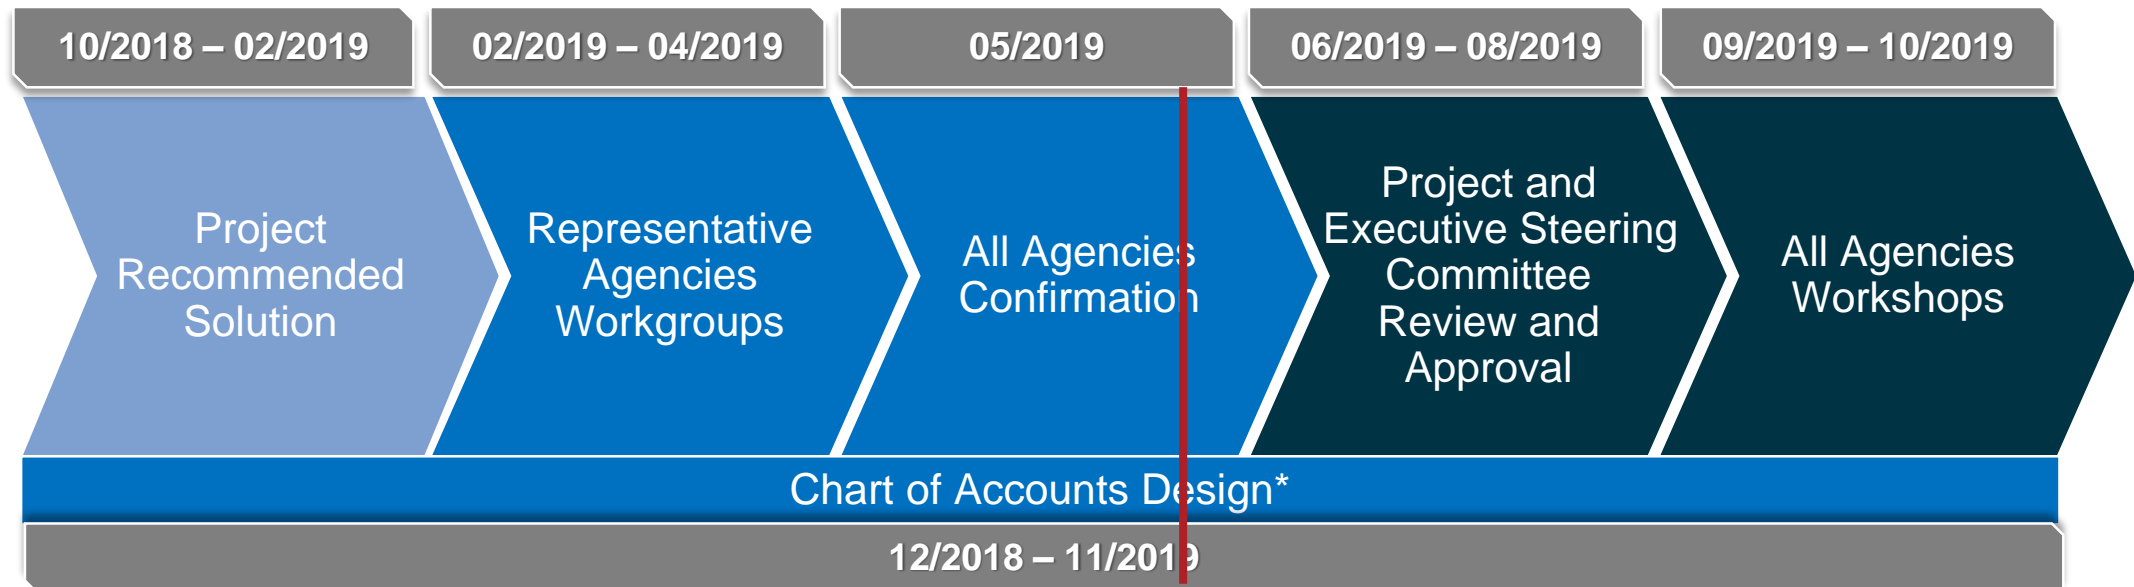 10/2018 – 02/2019
02/2019 – 04/2019
05/2019
06/2019 – 08/2019
09/2019 – 10/2019
Project
Recommended
Solution
Representative
Agencies
Workgroups
All Agencies
Confirmation
Project and
Executive Steering
Committee
Review and
Approval
All Agencies
Workshops
Chart of Accounts Design*
12/2018 – 11/2019